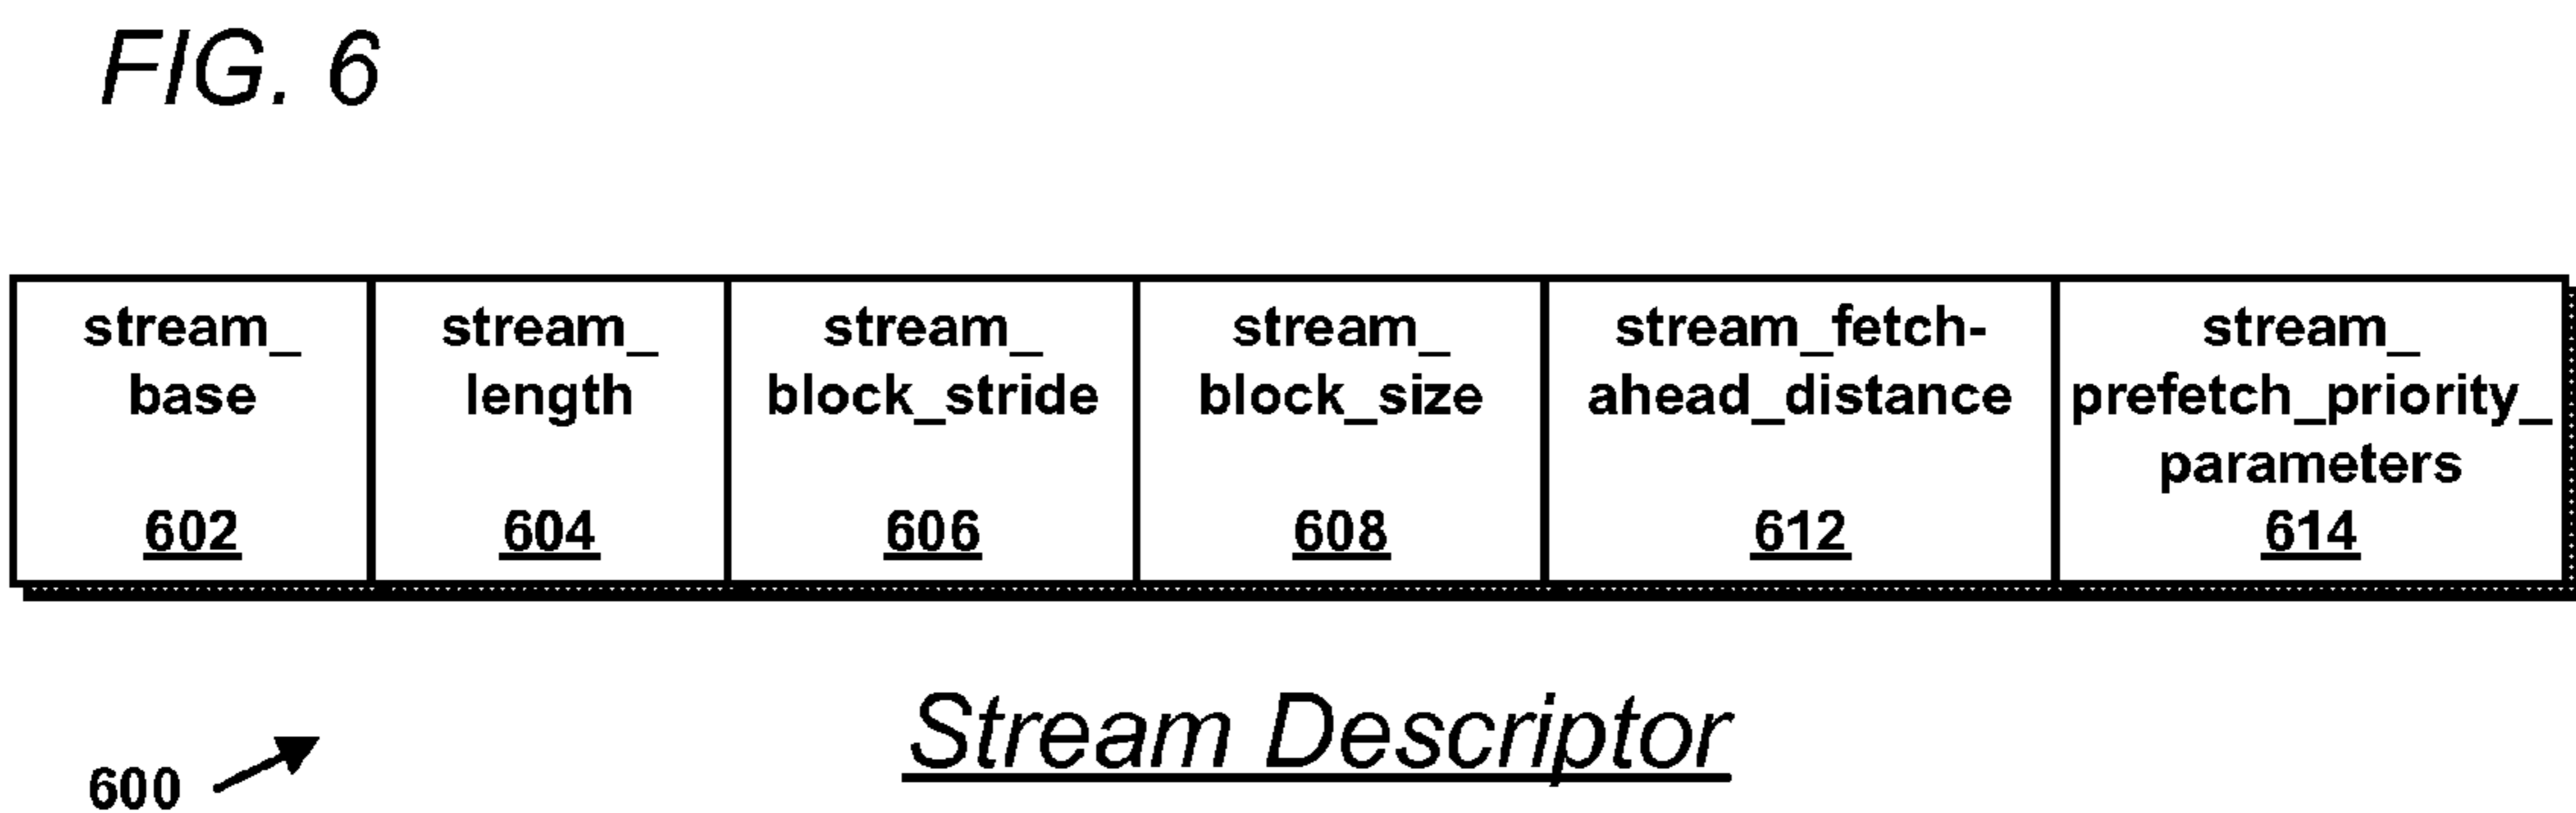 FIG. 6
stream_
base
602
stream_
length
604
stream_
block_stride
606
stream_
block_size
608
stream_fetch-
ahead_distance
612
stream_
prefetch_priority_
parameters
614
600
Stream Descriptor